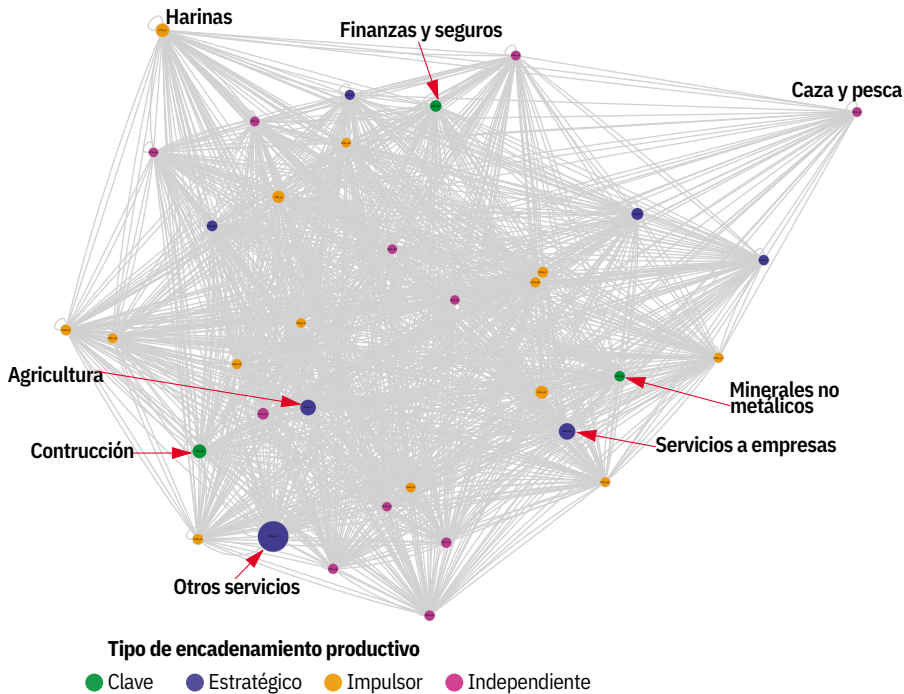 Harinas
Finanzas y seguros
Caza y pesca
Agricultura
Minerales no
metálicos
Contrucción
Servicios a empresas
Otros servicios
Tipo de encadenamiento productivo
Clave
Estratégico
Impulsor
Independiente